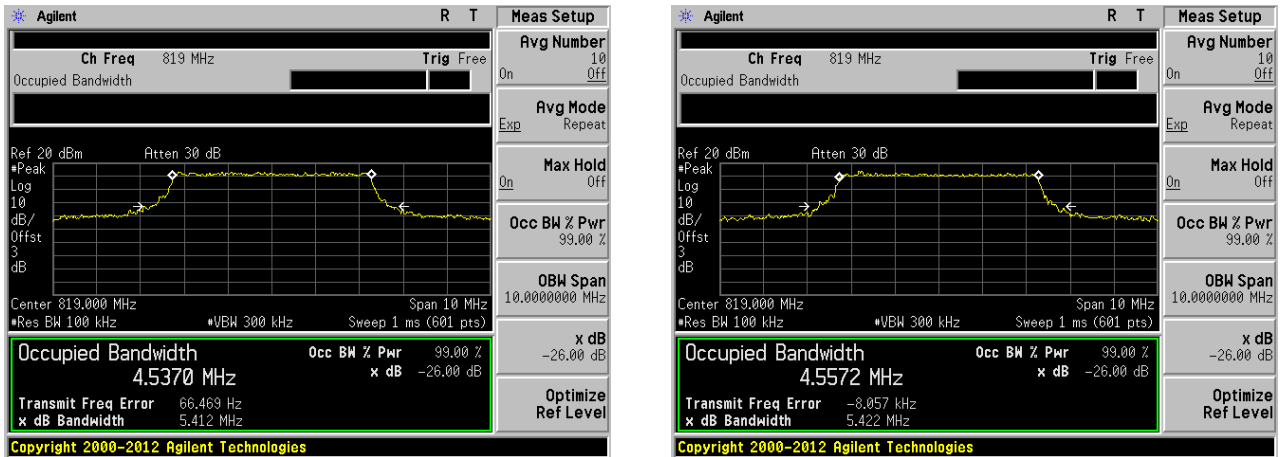 Agilent R T Meas Setup
Avg Number
10
On Off
Ch Freq 819 MHz Trig Free
Occupied Bandwidth
Avg Mode
Exp Repeat
Ref 20 dBm Atten 30 dB
#Peak
Log
10
dB/
Offst
3
dB
Max Hold
On Off
Occ BW % Pwr
99.00 %
OBW Span
10.0000000 MHz
Center 819.000 MHz Span 10 MHz
#Res BW 100 kHz #VBW 300 kHz Sweep 1 ms (601 pts)
x dB
-26.00 dB
Occupied Bandwidth Occ BW % Pwr 99.00 %
4.5370 MHz x dB -26.00 dB
Transmit Freq Error 66.469 Hz
x dB Bandwidth 5.412 MHz
Optimize
Ref Level
Copyright 2000-2012 Agilent Technologies
Agilent R T Meas Setup
Avg Number
10
On Off
Ch Freq 819 MHz Trig Free
Occupied Bandwidth
Avg Mode
Exp Repeat
Ref 20 dBm Atten 30 dB
#Peak
Log
10
dB/
Offst
3
dB
Max Hold
On Off
Occ BW % Pwr
99.00 %
OBW Span
10.0000000 MHz
Center 819.000 MHz Span 10 MHz
#Res BW 100 kHz #VBW 300 kHz Sweep 1 ms (601 pts)
x dB
-26.00 dB
Occupied Bandwidth Occ BW % Pwr 99.00 %
4.5572 MHz x dB -26.00 dB
Transmit Freq Error -8.057 kHz
x dB Bandwidth 5.422 MHz
Optimize
Ref Level
Copyright 2000-2012 Agilent Technologies